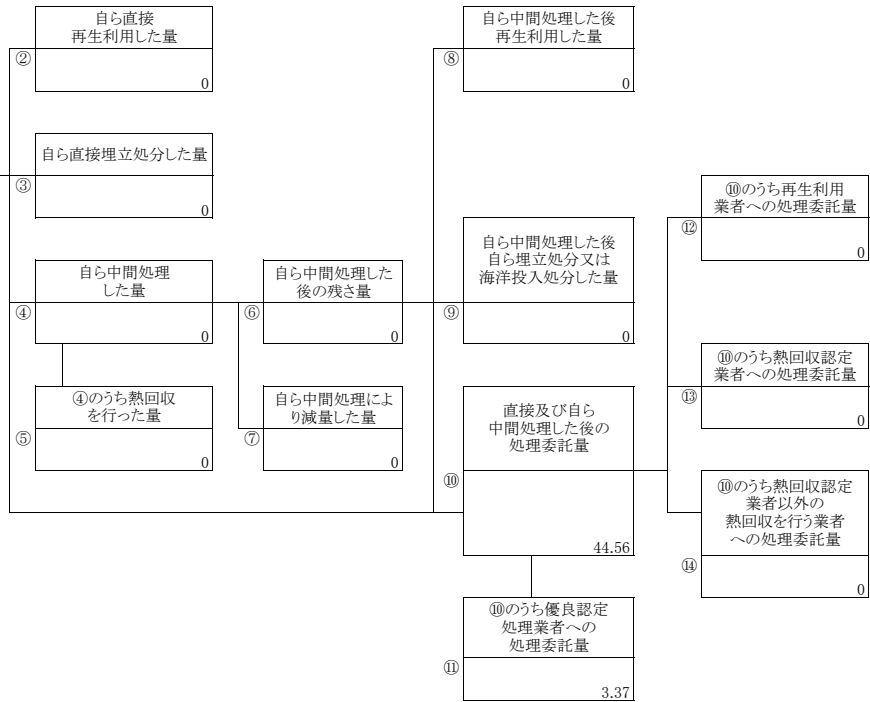 自ら直接
再生利用した量
②
0
自ら直接埋立処分した量
③
0
自ら中間処理
した量
④
0
④のうち熱回収
を行った量
⑤
0
自ら中間処理した
後の残さ量
⑥
0
自ら中間処理によ
り減量した量
⑦
0
自ら中間処理した後
再生利用した量
⑧
0
自ら中間処理した後
自ら埋立処分又は
海洋投入処分した量
⑨
0
直接及び自ら
中間処理した後の
処理委託量
⑩
44.56
⑩のうち優良認定
処理業者への
処理委託量
⑪
3.37
⑩のうち再生利用
業者への処理委託量
⑫
0
⑩のうち熱回収認定
業者への処理委託量
⑬
0
⑩のうち熱回収認定
業者以外の
熱回収を行う業者
への処理委託量
⑭
0